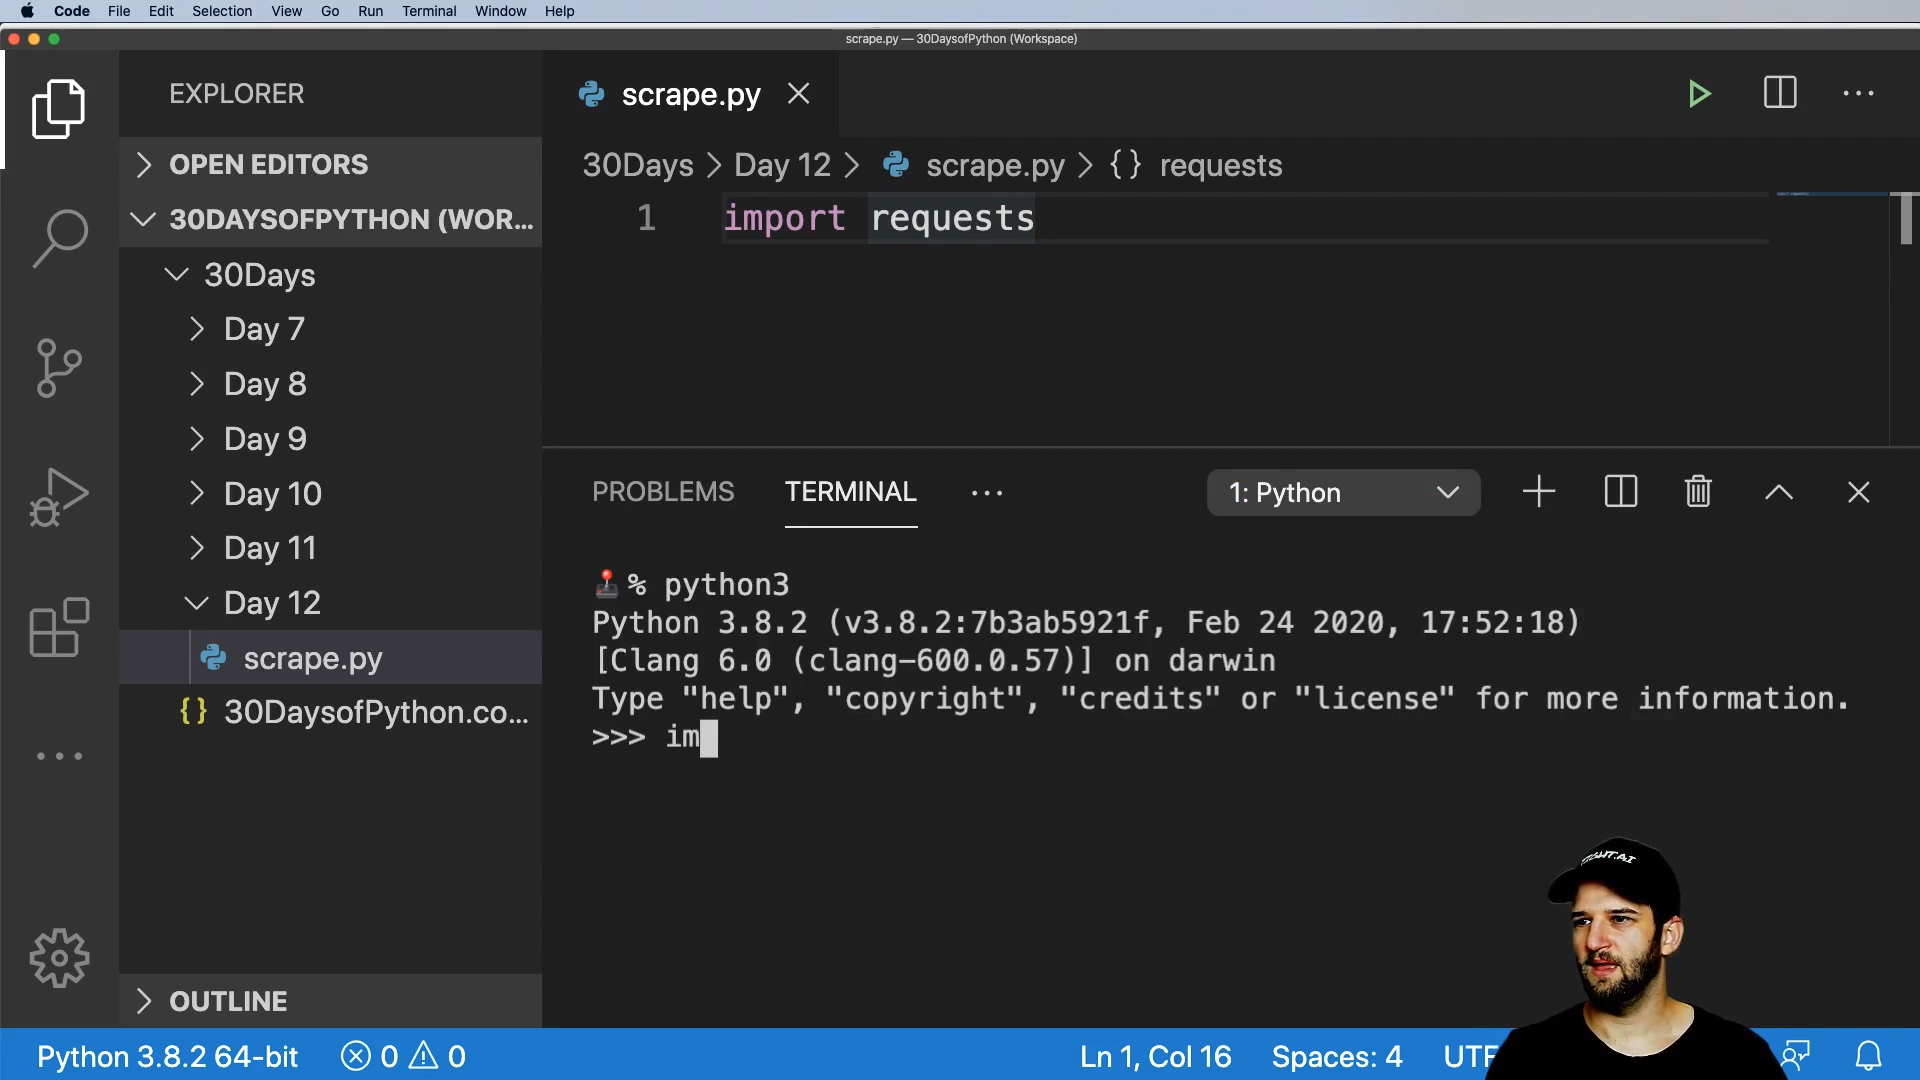 Code File Edit Selection View Go Run Terminal Window Help
scrape.py — 30DaysofPython (Workspace)
EXPLORER
OPEN EDITORS
30DAYSOFPYTHON (WOR...
30Days
Day 7
Day 8
Day 9
Day 10
Day 11
Day 12
scrape.py
{} 30DaysofPython.co...
OUTLINE
scrape.py
30Days > Day 12 > scrape.py > {} requests
1 import requests
PROBLEMS TERMINAL ... 1: Python
% python3
Python 3.8.2 (v3.8.2:7b3ab5921f, Feb 24 2020, 17:52:18)
[Clang 6.0 (clang-600.0.57)] on darwin
Type "help", "copyright", "credits" or "license" for more information.
>>> im
Python 3.8.2 64-bit 0 0 Ln 1, Col 16 Spaces: 4 UTF